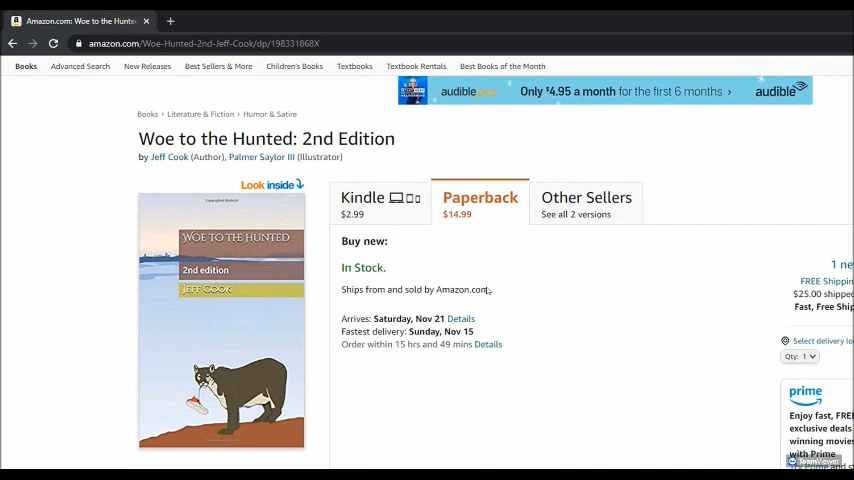 Amazon.com: Woe to the Hunte
amazon.com/Woe-Hunted-2nd-Jeff-Cook/dp/198331868X
Books Advanced Search New Releases Best Sellers & More Children's Books Textbooks Textbook Rentals Best Books of the Month
audible plus Only $4.95 a month for the first 6 months > audible
Books › Literature & Fiction › Humor & Satire
Woe to the Hunted: 2nd Edition
by Jeff Cook (Author), Palmer Saylor III (Illustrator)
Look inside
Kindle
$2.99
Paperback
$14.99
Other Sellers
See all 2 versions
WOE TO THE HUNTED
2nd edition
JEFF COOK
Buy new:
In Stock.
Ships from and sold by Amazon.com.
Arrives: Saturday, Nov 21 Details
Fastest delivery: Sunday, Nov 15
Order within 15 hrs and 49 mins Details
1 ne
FREE Shippin
$25.00 shippe
Fast, Free Ship
Select delivery lo
Qty: 1
prime
Enjoy fast, FRE
exclusive deals
winning movies
with Prime
TeamViewer